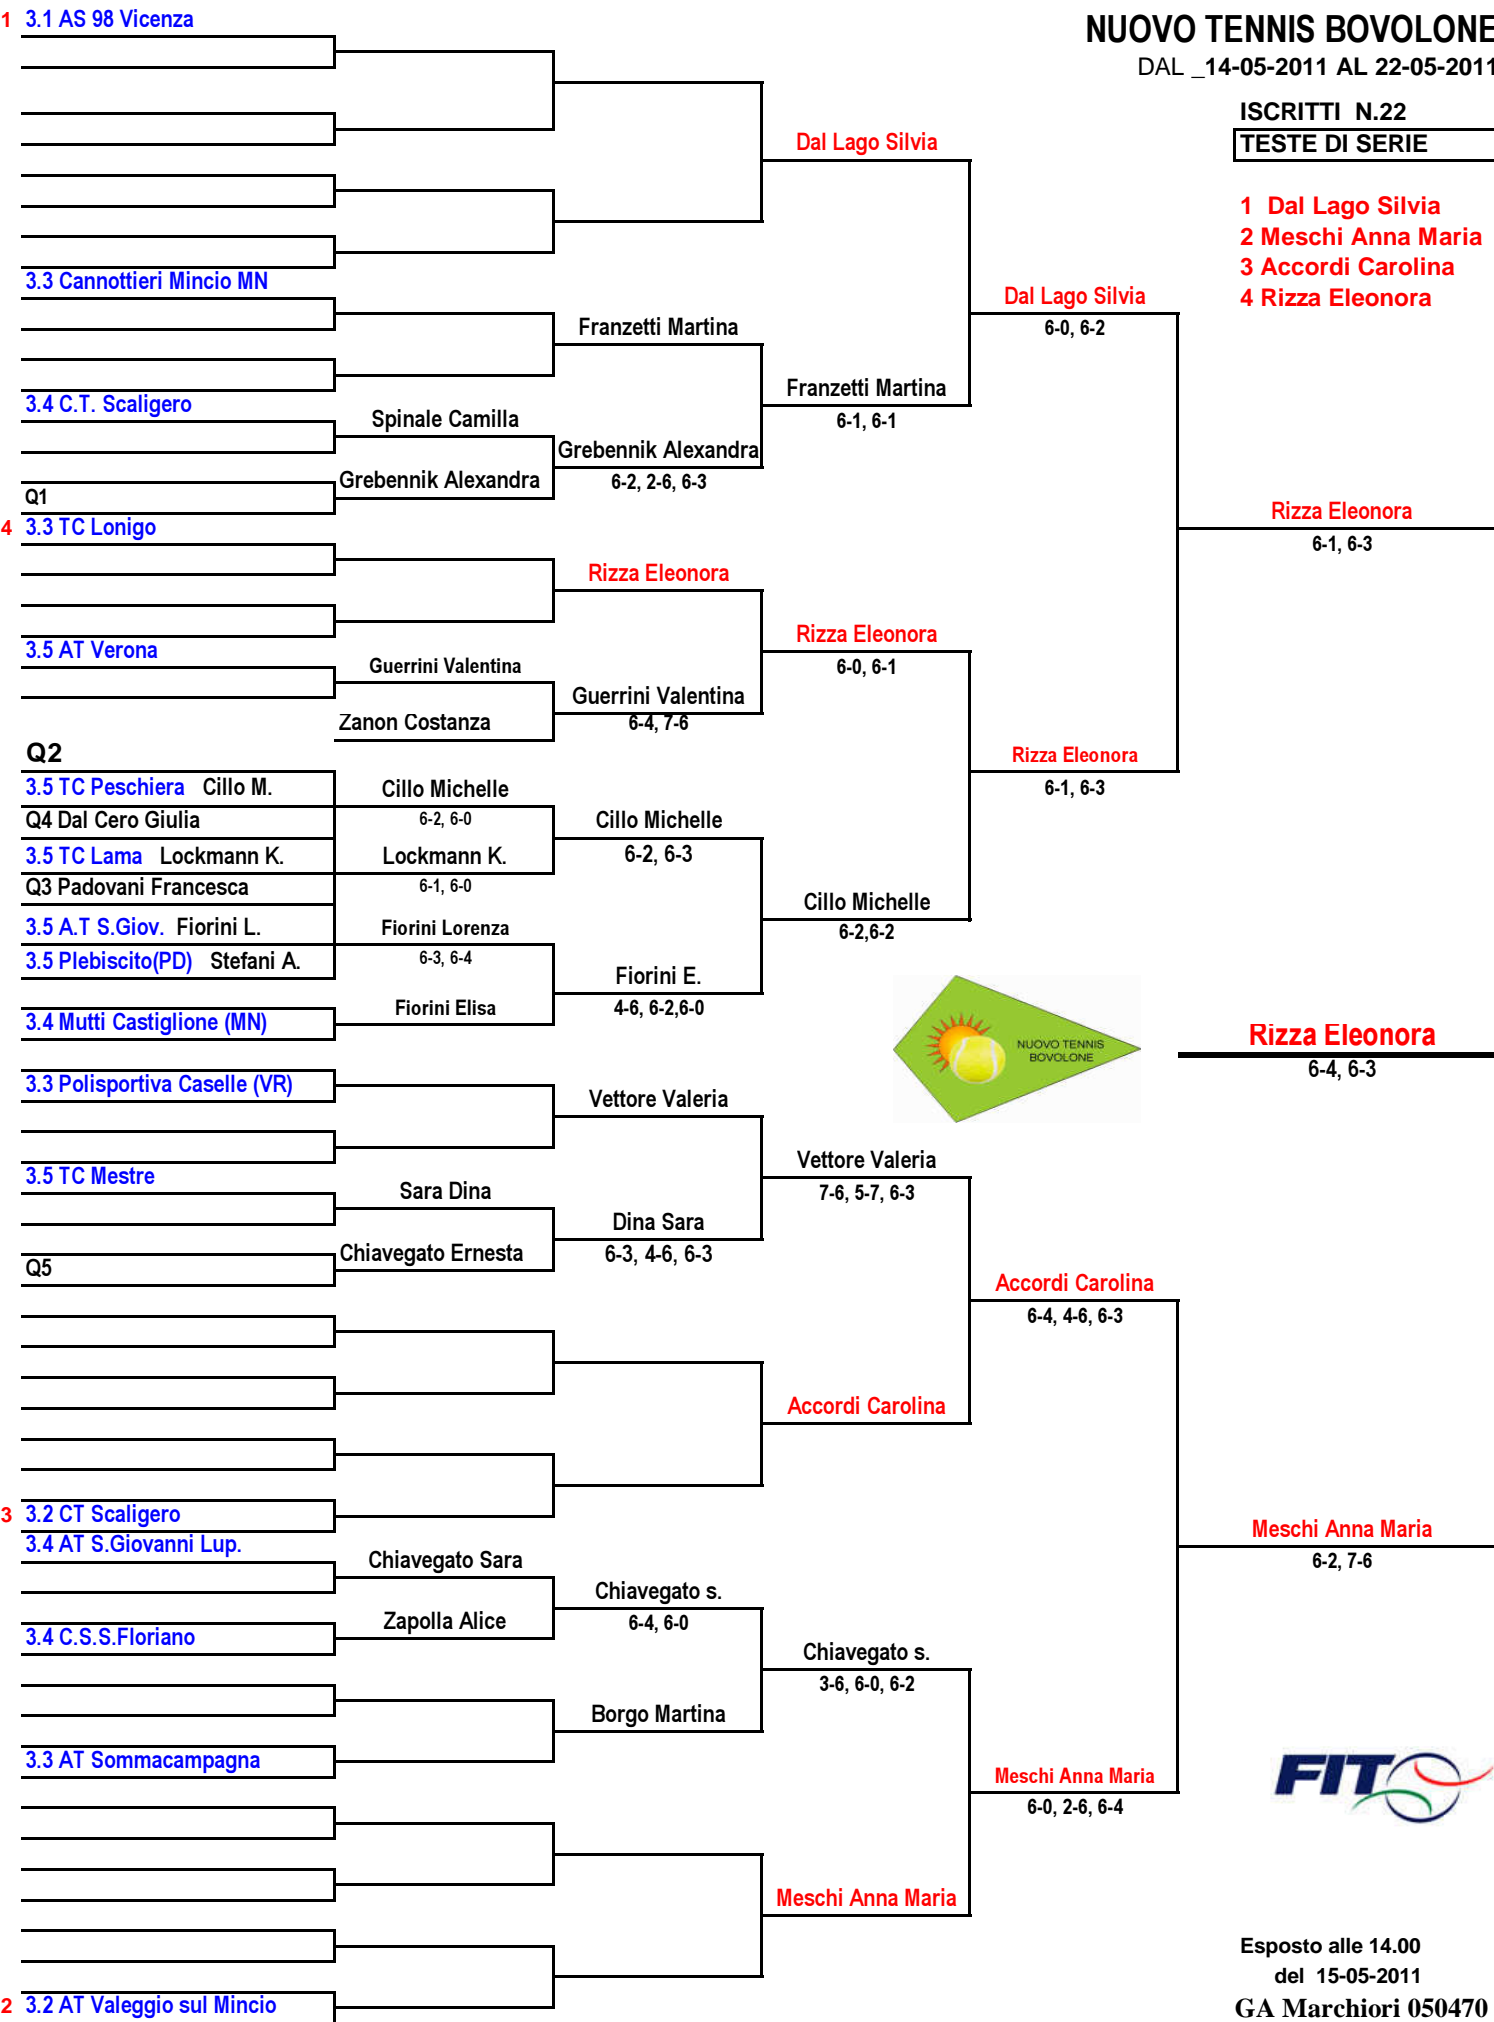 NUOVO TENNIS BOVOLONE
DAL _14-05-2011 AL 22-05-2011
ISCRITTI N.22
TESTE DI SERIE
1 Dal Lago Silvia
2 Meschi Anna Maria
3 Accordi Carolina
4 Rizza Eleonora
1 3.1 AS 98 Vicenza
Dal Lago Silvia
3.3 Cannottieri Mincio MN
Dal Lago Silvia
6-0, 6-2
Franzetti Martina
Franzetti Martina
6-1, 6-1
3.4 C.T. Scaligero
Spinale Camilla
Grebennik Alexandra
6-2, 2-6, 6-3
Grebennik Alexandra
Q1
4 3.3 TC Lonigo
Rizza Eleonora
6-1, 6-3
Rizza Eleonora
Rizza Eleonora
6-0, 6-1
3.5 AT Verona
Guerrini Valentina
Guerrini Valentina
6-4, 7-6
Zanon Costanza
Q2
Rizza Eleonora
6-1, 6-3
3.5 TC Peschiera Cillo M.
Cillo Michelle
6-2, 6-0
Q4 Dal Cero Giulia
Cillo Michelle
6-2, 6-3
3.5 TC Lama Lockmann K.
Lockmann K.
6-1, 6-0
Q3 Padovani Francesca
Cillo Michelle
6-2,6-2
3.5 A.T S.Giov. Fiorini L.
Fiorini Lorenza
6-3, 6-4
3.5 Plebiscito(PD) Stefani A.
Fiorini E.
4-6, 6-2,6-0
Fiorini Elisa
3.4 Mutti Castiglione (MN)
NUOVO TENNIS
BOVOLONE
Rizza Eleonora
6-4, 6-3
3.3 Polisportiva Caselle (VR)
Vettore Valeria
Vettore Valeria
7-6, 5-7, 6-3
3.5 TC Mestre
Sara Dina
Dina Sara
6-3, 4-6, 6-3
Chiavegato Ernesta
Q5
Accordi Carolina
6-4, 4-6, 6-3
Accordi Carolina
3 3.2 CT Scaligero
Meschi Anna Maria
6-2, 7-6
3.4 AT S.Giovanni Lup.
Chiavegato Sara
Chiavegato s.
6-4, 6-0
Zapolla Alice
3.4 C.S.S.Floriano
Chiavegato s.
3-6, 6-0, 6-2
Borgo Martina
3.3 AT Sommacampagna
Meschi Anna Maria
6-0, 2-6, 6-4
FIT
Meschi Anna Maria
2 3.2 AT Valeggio sul Mincio
Esposto alle 14.00
del 15-05-2011
GA Marchiori 050470